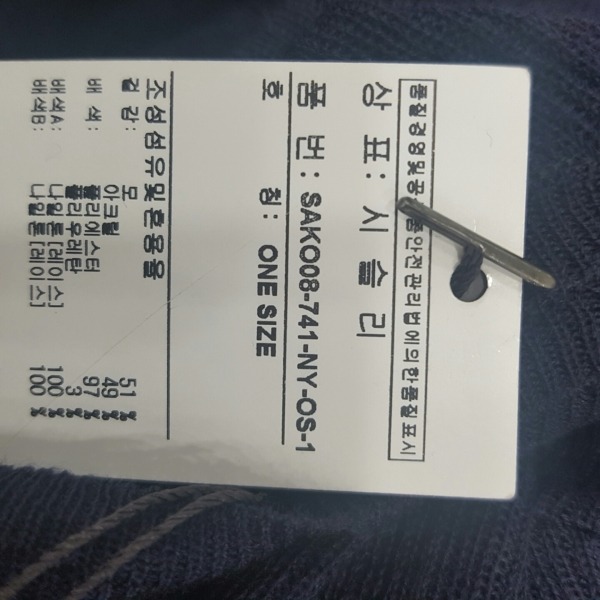 품질경영및공 품안전관리법에의한품질표시
상 표: 시슬리
품 번: SAKO08-741-NY-OS-1
호 칭: ONE SIZE
조성섬유및혼용율
겉 감: 모 51 %
아크릴 49 %
배 색: 폴리에스터 97 %
폴리우레탄 3 %
배색A: 나일론[레이스] 100 %
배색B: 나일론[레이스] 100 %